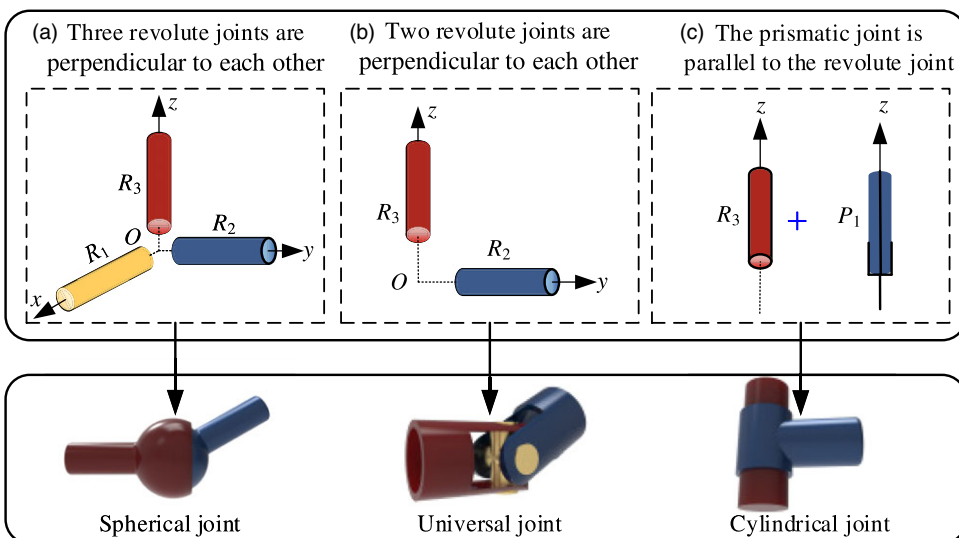 (a) Three revolute joints are
perpendicular to each other
(b) Two revolute joints are
perpendicular to each other
(c) The prismatic joint is
parallel to the revolute joint
z
R3
O
R2
R1
y
x
z
R3
R2
O
y
z
z
R3
+
P1
Spherical joint
Universal joint
Cylindrical joint